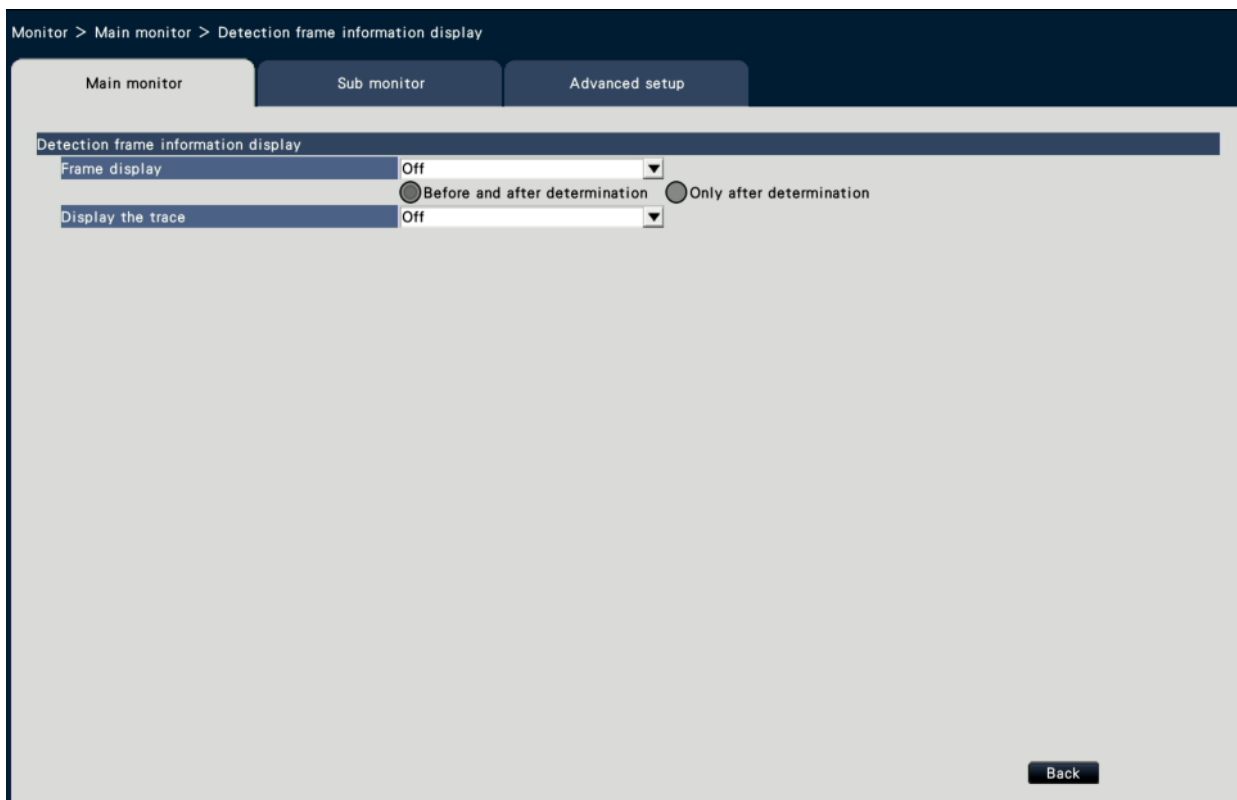 Monitor > Main monitor > Detection frame information display
Main monitor Sub monitor Advanced setup
Detection frame information display
Frame display Off
Before and after determination Only after determination
Display the trace Off
Back